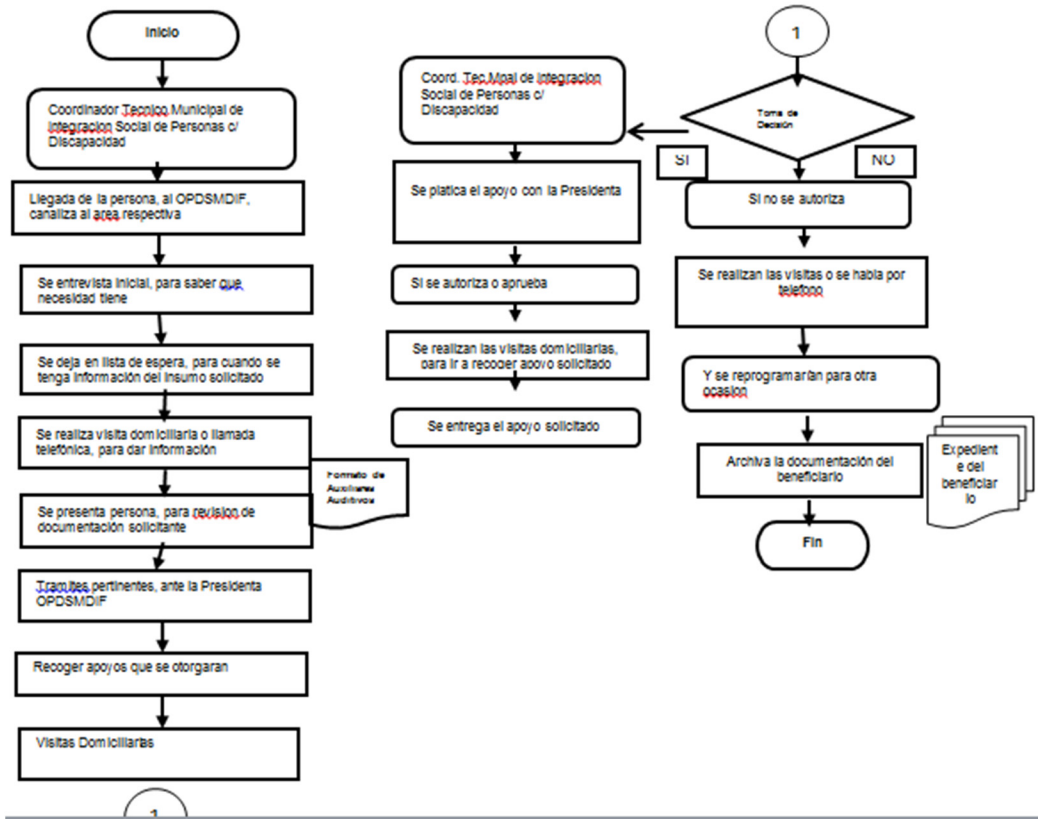 Inicio
Coordinador Tecnico Municipal de
Integracion Social de Personas c/
Discapacidad
Llegada de la persona, al OPDSMDIF,
canaliza al area respectiva
Se entrevista inicial, para saber que
necesidad tiene
Se deja en lista de espera, para cuando se
tenga información del insumo solicitado
Se realiza visita domiciliaria o llamada
telefónica, para dar información
Formato de
Auxiliares
Auditivos
Se presenta persona, para revision de
documentación solicitante
Tramites pertinentes, ante la Presidenta
OPDSMDIF
Recoger apoyos que se otorgaran
Visitas Domiciliarias
1
Coord. Tec.Mpal de Integracion
Social de Personas c/
Discapacidad
Se platica el apoyo con la Presidenta
Si se autoriza o aprueba
Se realizan las visitas domiciliarias,
para ir a recoger apoyo solicitado
Se entrega el apoyo solicitado
1
Toma de
Decisión
SI
NO
Si no se autoriza
Se realizan las visitas o se habla por
telefono
Y se reprogramarían para otra
ocasion
Archiva la documentación del
beneficiario
Expedient
e del
beneficiar
io
Fin